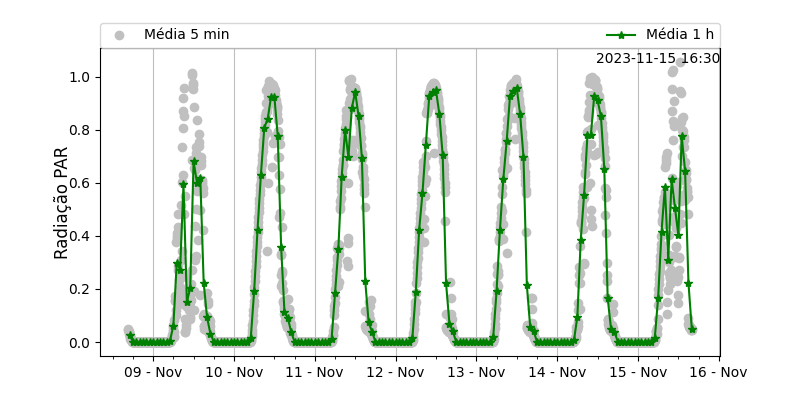 Média 5 min
Média 1 h
2023-11-15 16:30
Radiação PAR
1.0
0.8
0.6
0.4
0.2
0.0
09 - Nov
10 - Nov
11 - Nov
12 - Nov
13 - Nov
14 - Nov
15 - Nov
16 - Nov